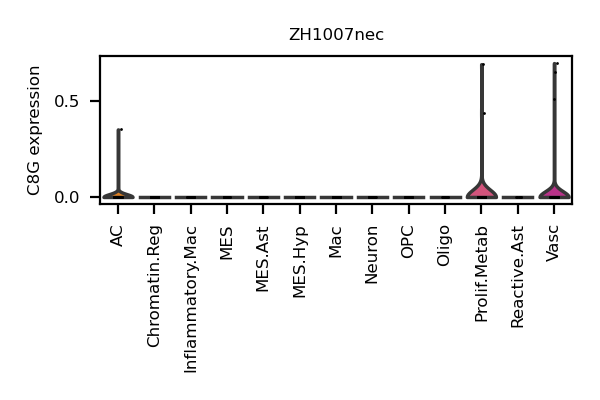 ZH1007nec
C8G expression
0.5
0.0
AC
Chromatin.Reg
Inflammatory.Mac
MES
MES.Ast
MES.Hyp
Mac
Neuron
OPC
Oligo
Prolif.Metab
Reactive.Ast
Vasc